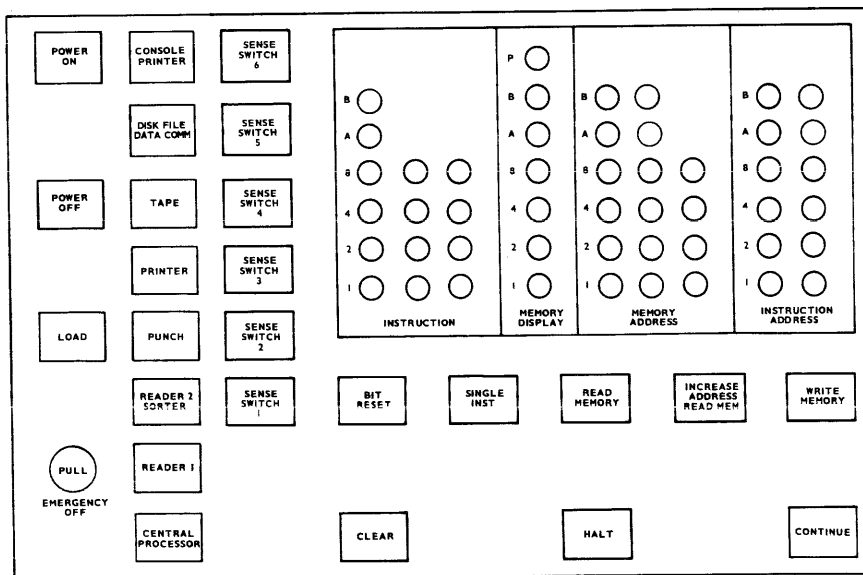 POWER
ON
CONSOLE
PRINTER
SENSE
SWITCH
6
DISK FILE
DATA COMM
SENSE
SWITCH
5
POWER
OFF
TAPE
SENSE
SWITCH
4
PRINTER
SENSE
SWITCH
3
LOAD
PUNCH
SENSE
SWITCH
2
READER 2
SORTER
SENSE
SWITCH
1
PULL
EMERGENCY
OFF
READER 1
CENTRAL
PROCESSOR
B
A
8
4
2
1
INSTRUCTION
P
B
A
8
4
2
1
MEMORY
DISPLAY
B
A
8
4
2
1
MEMORY
ADDRESS
B
A
8
4
2
1
INSTRUCTION
ADDRESS
BIT
RESET
SINGLE
INST
READ
MEMORY
INCREASE
ADDRESS
READ MEM
WRITE
MEMORY
CLEAR
HALT
CONTINUE